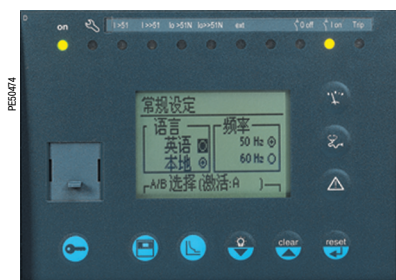 on I>51 I>>51 Io>51N Io>>51N ext 0 off I on Trip
PE50474
常规设定
语言 频率
英语 50 Hz
本地 60 Hz
A/B 选择(激活:A )
clear reset